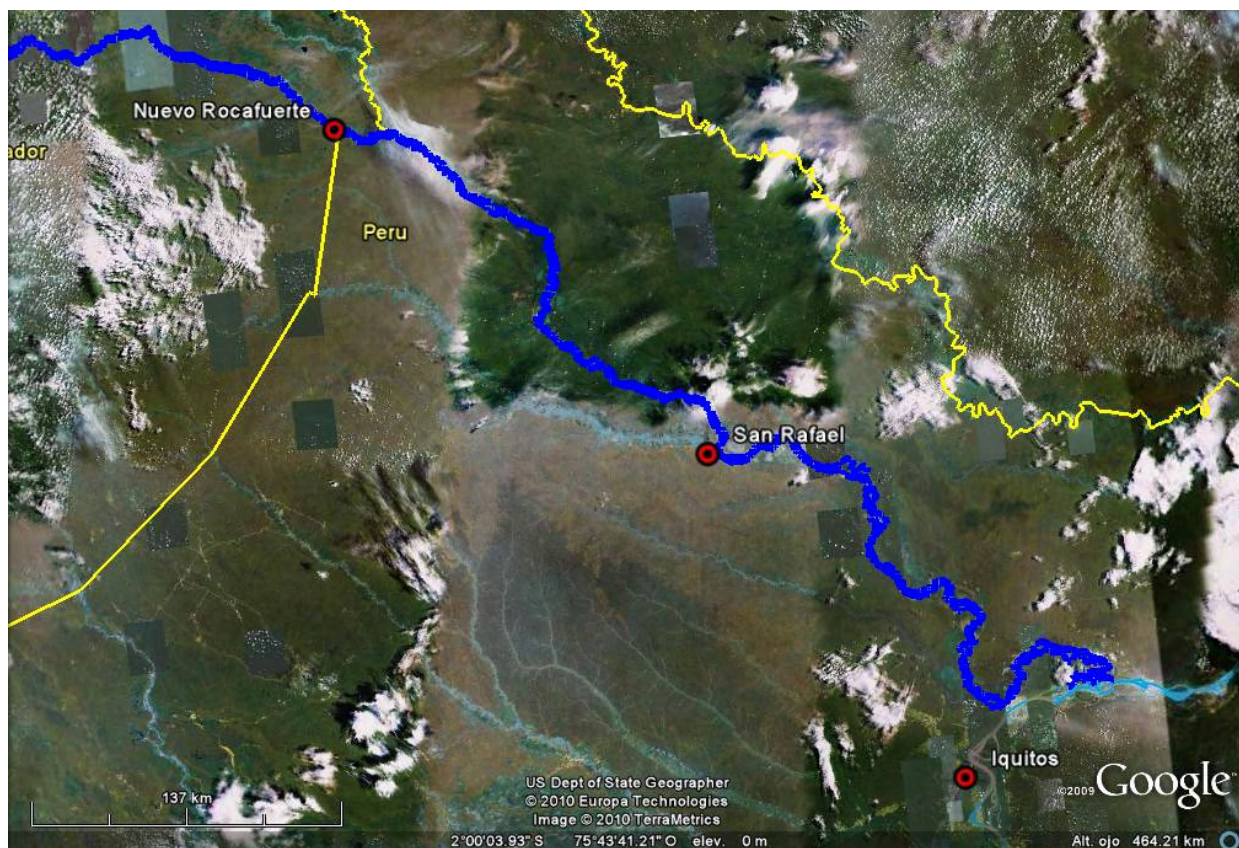 Nuevo Rocafuerte
ador
Peru
San Rafael
Iquitos
137 km
US Dept of State Geographer
© 2010 Europa Technologies
Image © 2010 TerraMetrics
©2009 Google™
2°00'03.93" S 75°43'41.21" O elev. 0 m
Alt. ojo 464.21 km